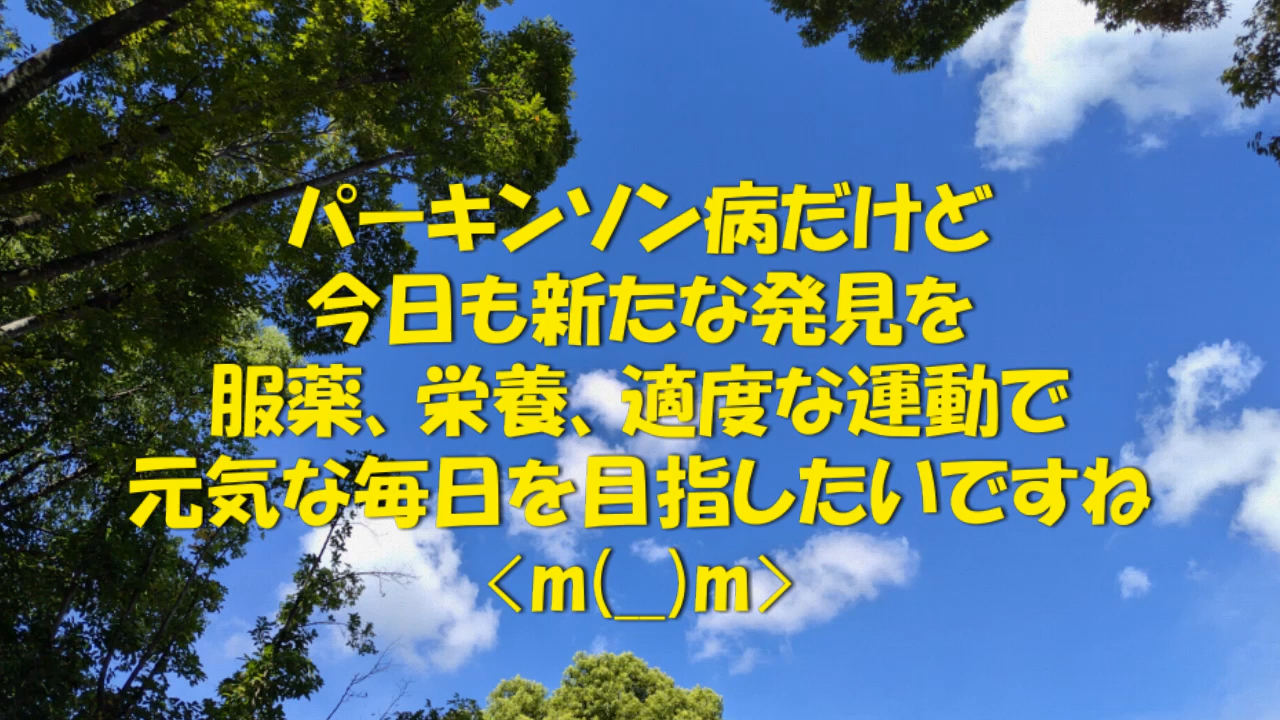 パーキンソン病だけど
今日も新たな発見を
服薬、栄養、適度な運動で
元気な毎日を目指したいですね
<m(__)m>